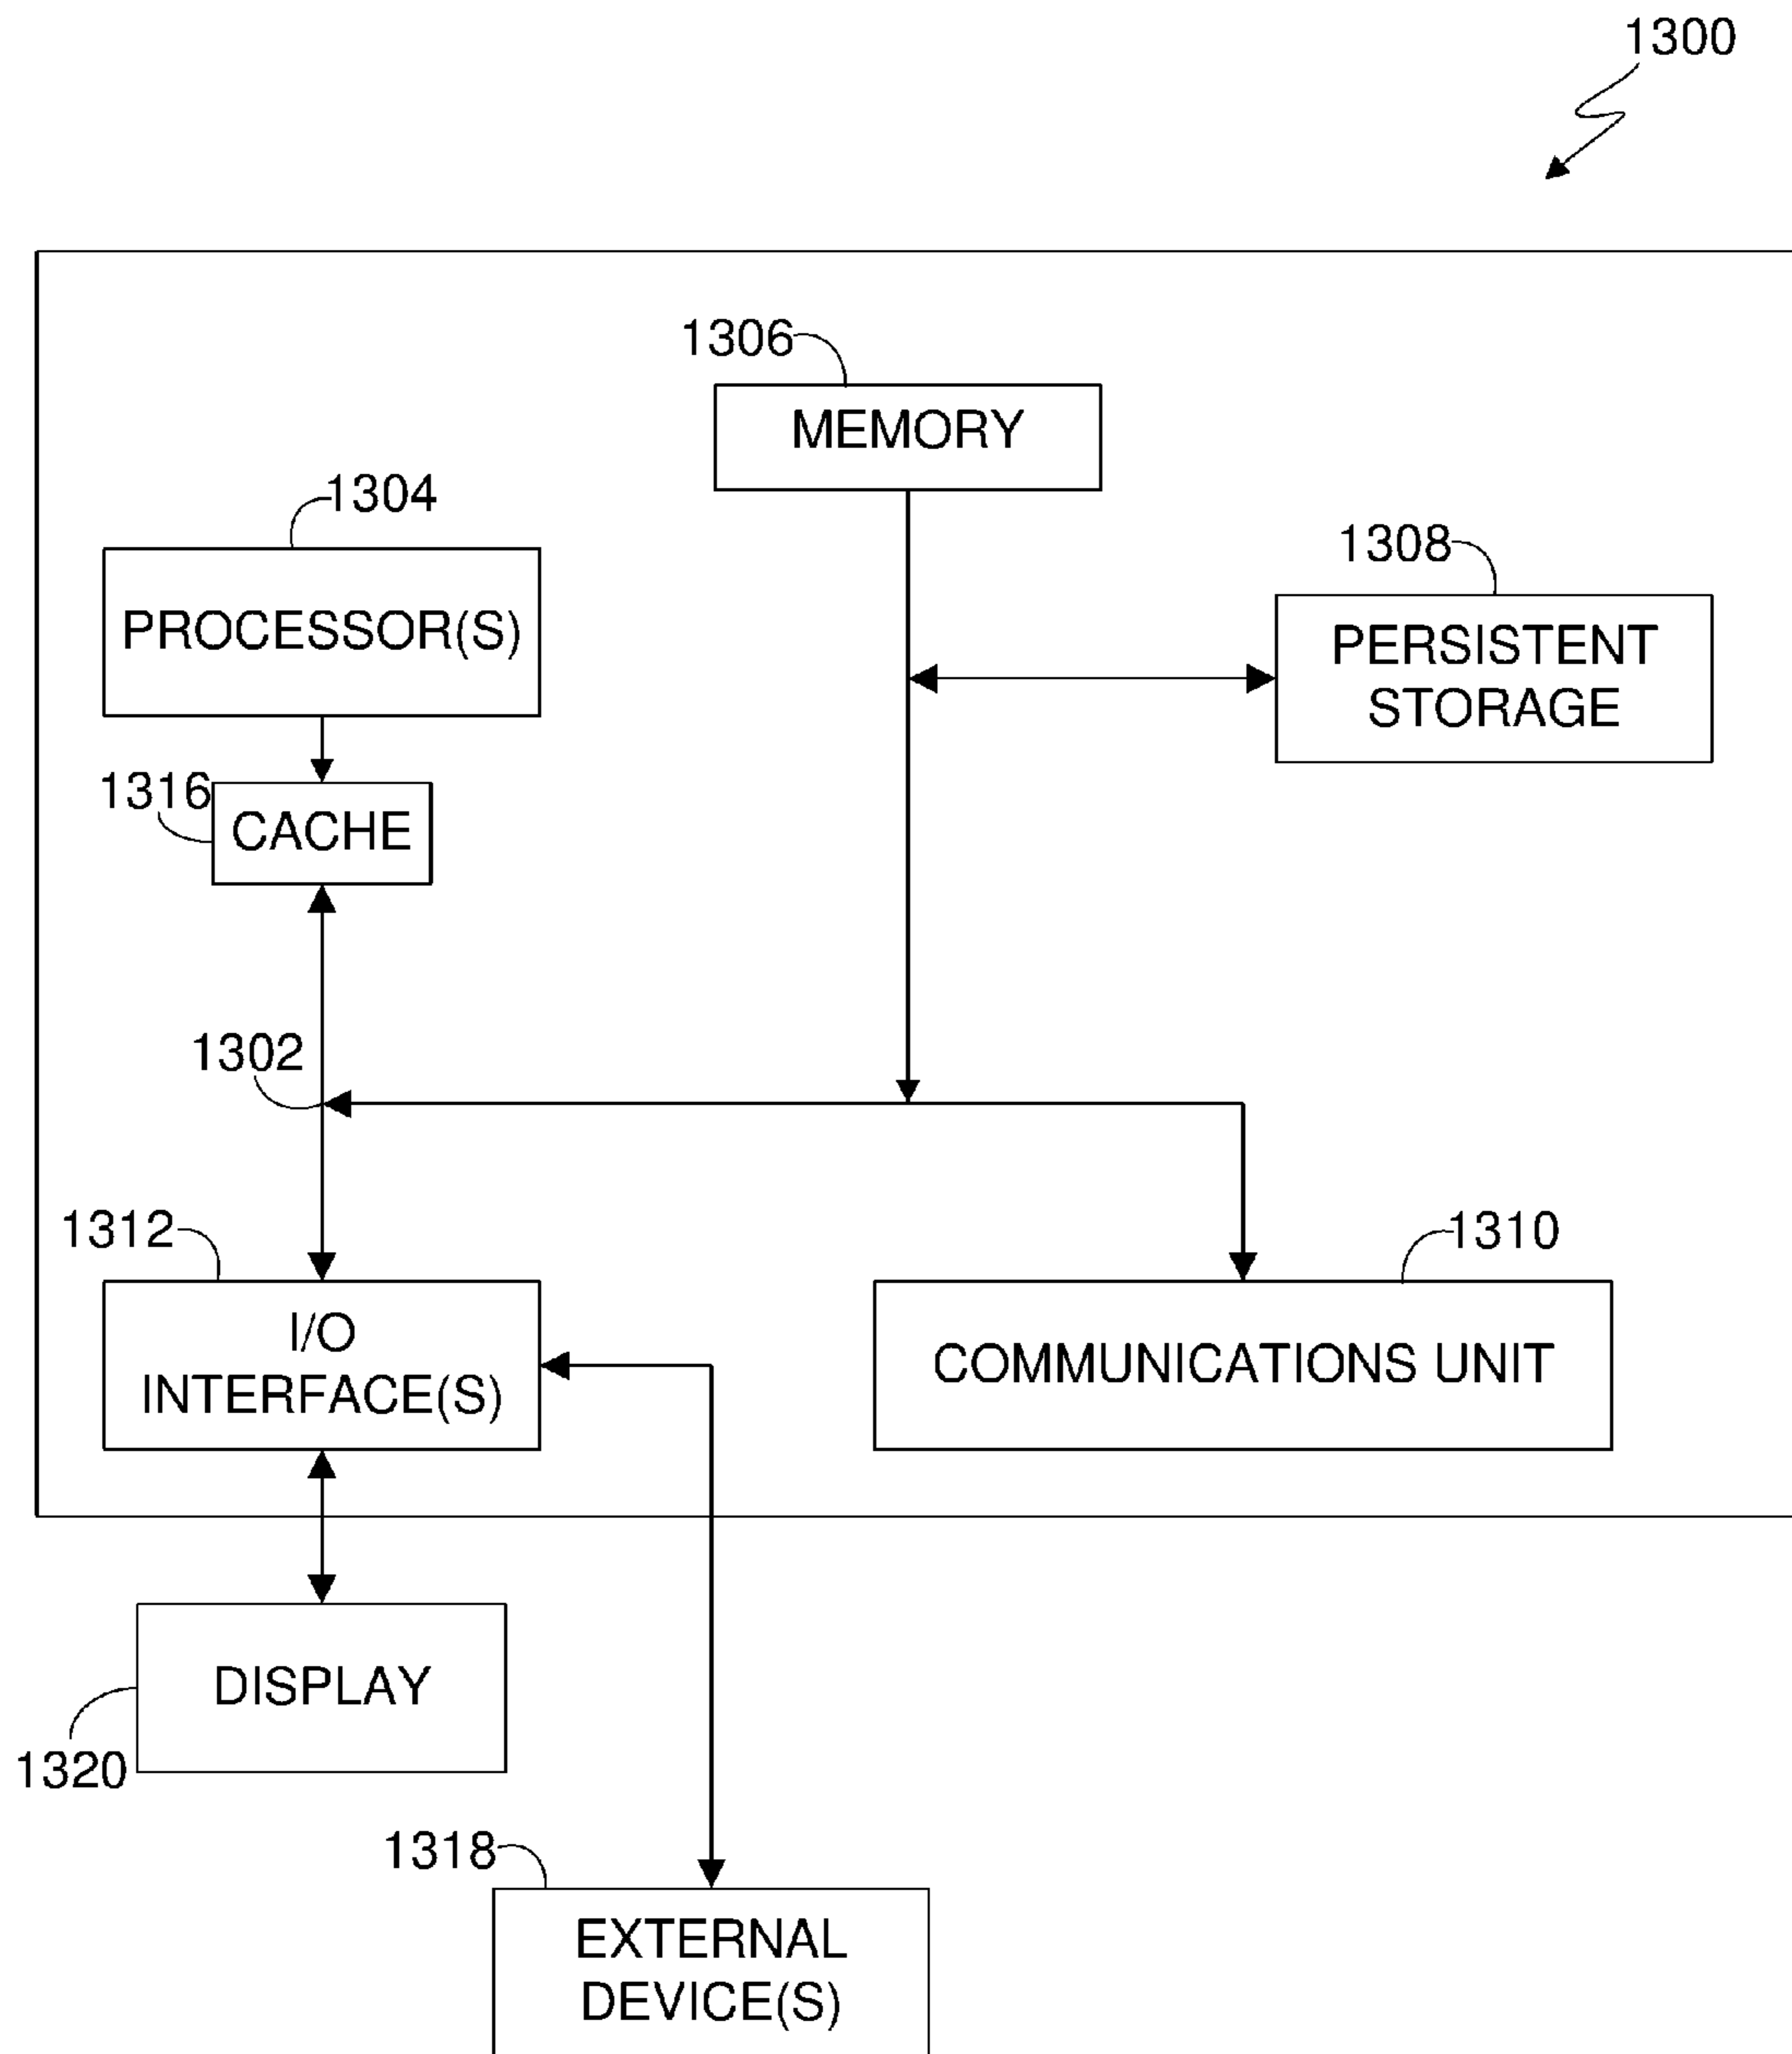 1300
1306
MEMORY
1304
1308
PROCESSOR(S)
PERSISTENT
STORAGE
1316
CACHE
1302
1312
1310
I/O
INTERFACE(S)
COMMUNICATIONS UNIT
DISPLAY
1320
1318
EXTERNAL
DEVICE(S)